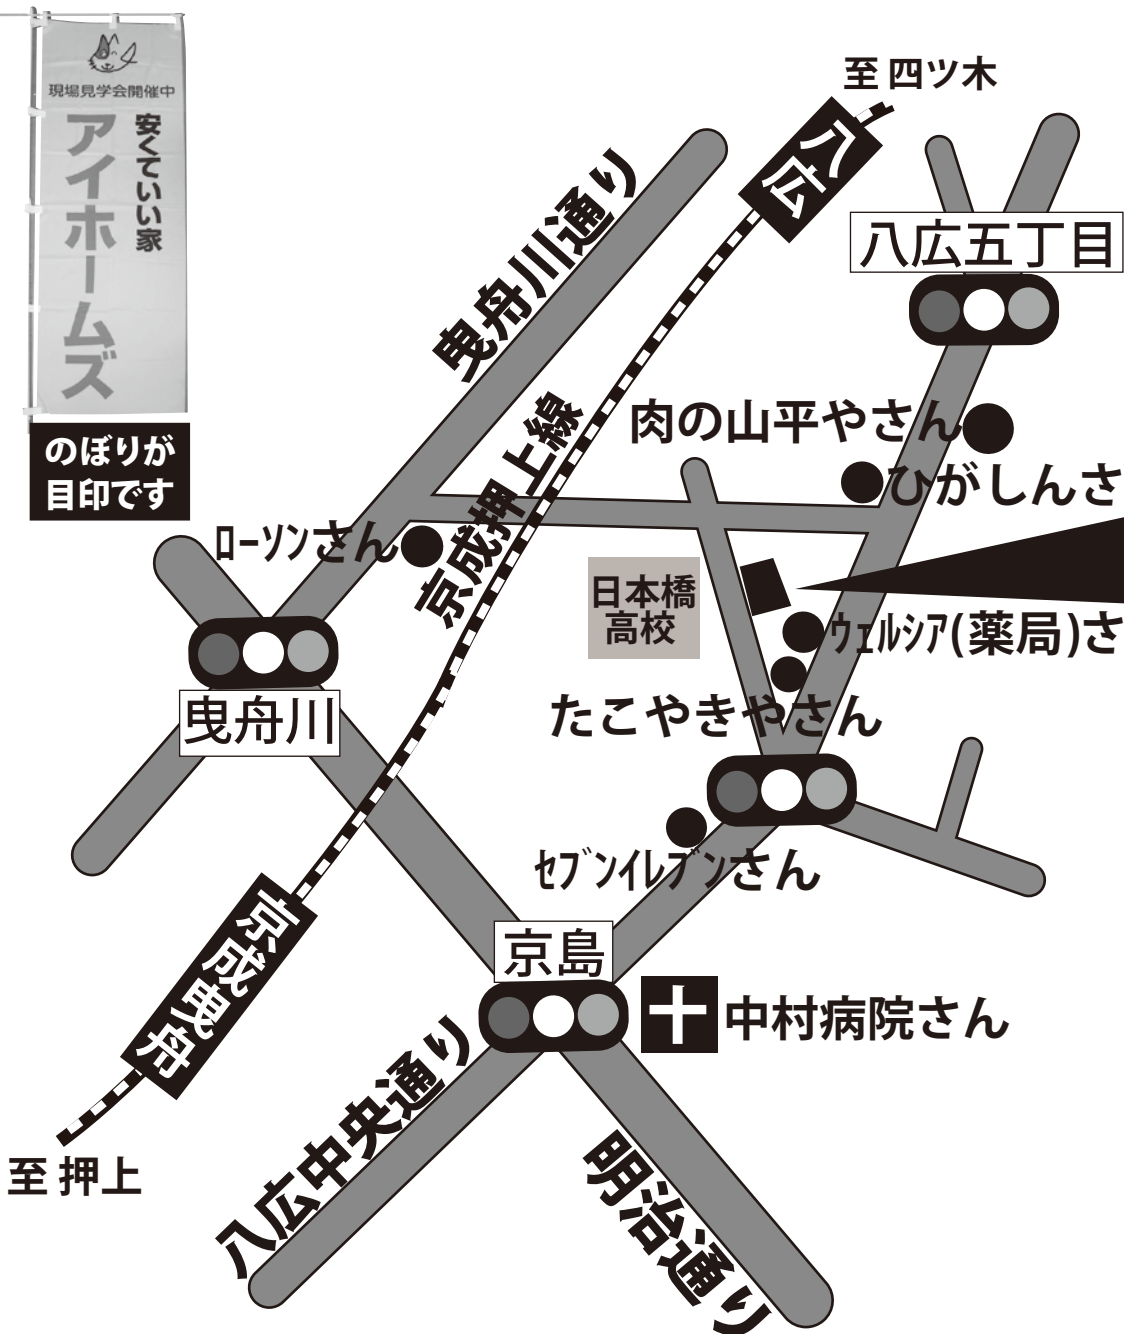 現場見学会開催中
安くていい家
アイホームズ
のぼりが
目印です
至 四ツ木
八広
八広五丁目
曳舟川通り
京成押上線
肉の山平やさん
ひがしんさ
ローソンさん
日本橋
高校
ウェルシア(薬局)さ
たこやきやさん
曳舟川
セブンイレブンさん
京成曳舟
京島
中村病院さん
至 押上
八広中央通り
明治通り